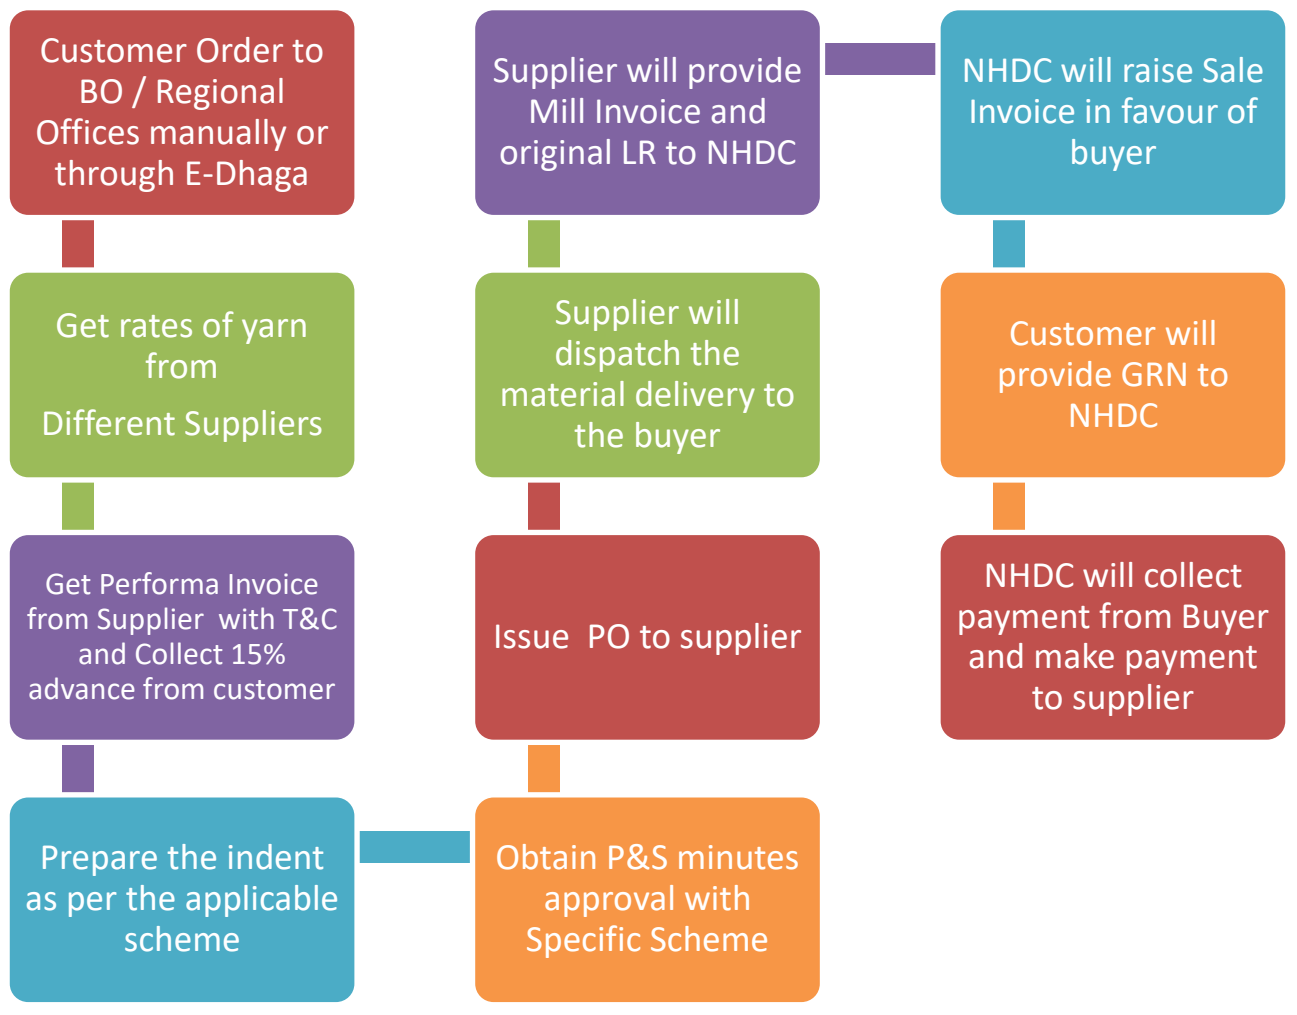 Customer Order to
BO / Regional
Offices manually or
through E-Dhaga
Get rates of yarn
from
Different Suppliers
Get Performa Invoice
from Supplier with T&C
and Collect 15%
advance from customer
Prepare the indent
as per the applicable
scheme
Obtain P&S minutes
approval with
Specific Scheme
Issue PO to supplier
Supplier will
dispatch the
material delivery to
the buyer
Supplier will provide
Mill Invoice and
original LR to NHDC
NHDC will raise Sale
Invoice in favour of
buyer
Customer will
provide GRN to
NHDC
NHDC will collect
payment from Buyer
and make payment
to supplier